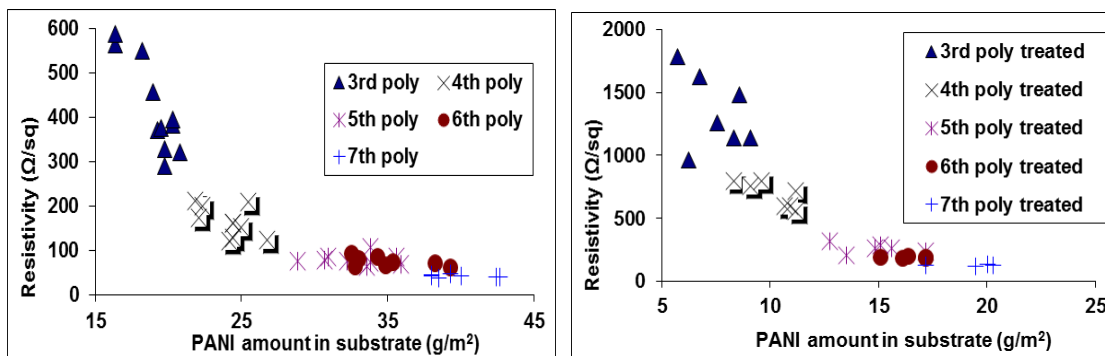 600
500
400
300
200
100
0
Resistivity (Ω/sq)
3rd poly
4th poly
5th poly
6th poly
7th poly
15
25
35
45
PANI amount in substrate (g/m²)
2000
1500
1000
500
0
Resistivity (Ω/sq)
3rd poly treated
4th poly treated
5th poly treated
6th poly treated
7th poly treated
5
10
15
20
25
PANI amount in substrate (g/m²)